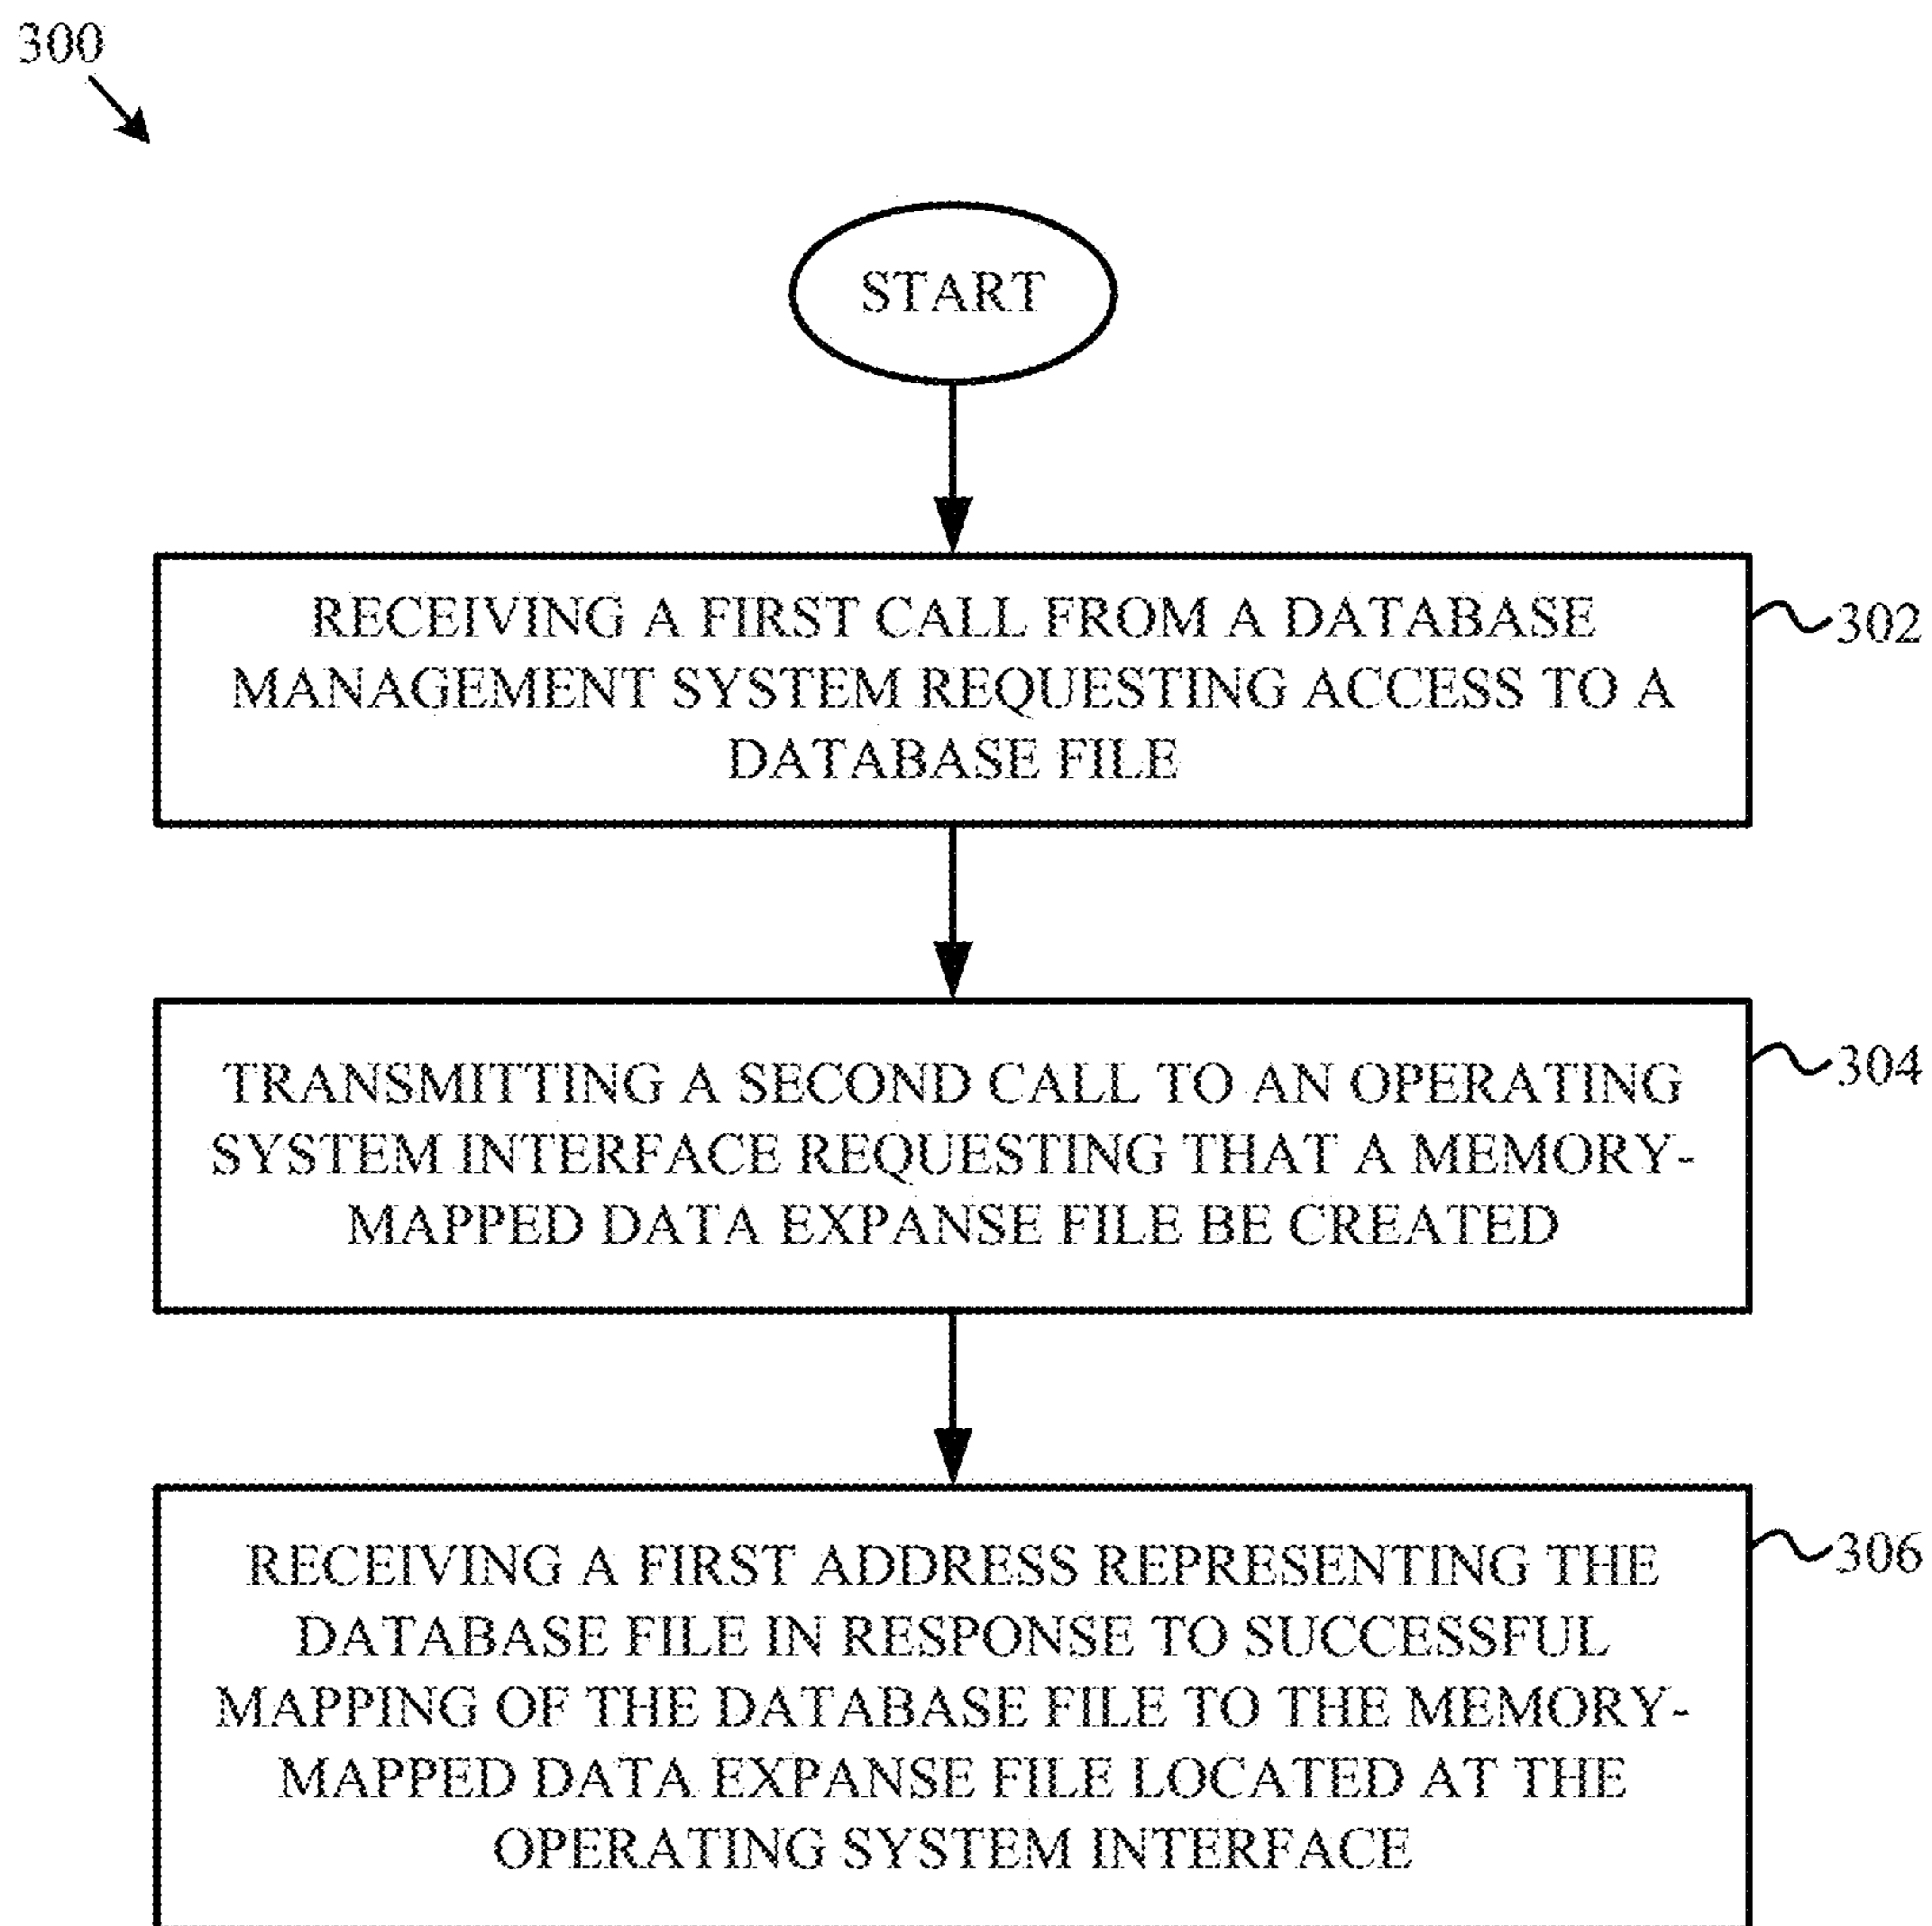 300
START
RECEIVING A FIRST CALL FROM A DATABASE
MANAGEMENT SYSTEM REQUESTING ACCESS TO A
DATABASE FILE
302
TRANSMITTING A SECOND CALL TO AN OPERATING
SYSTEM INTERFACE REQUESTING THAT A MEMORY-
MAPPED DATA EXPANSE FILE BE CREATED
304
RECEIVING A FIRST ADDRESS REPRESENTING THE
DATABASE FILE IN RESPONSE TO SUCCESSFUL
MAPPING OF THE DATABASE FILE TO THE MEMORY-
MAPPED DATA EXPANSE FILE LOCATED AT THE
OPERATING SYSTEM INTERFACE
306